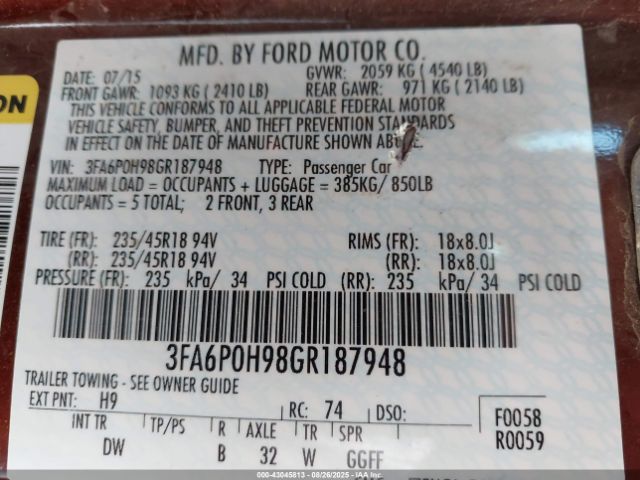 ON
MFD. BY FORD MOTOR CO.
DATE: 07/15 GVWR: 2059 KG ( 4540 LB)
FRONT GAWR: 1093 KG ( 2410 LB) REAR GAWR: 971 KG ( 2140 LB)
THIS VEHICLE CONFORMS TO ALL APPLICABLE FEDERAL MOTOR
VEHICLE SAFETY, BUMPER, AND THEFT PREVENTION STANDARDS
IN EFFECT ON THE DATE OF MANUFACTURE SHOWN ABOVE.
VIN: 3FA6P0H98GR187948 TYPE: Passenger Car
MAXIMUM LOAD = OCCUPANTS + LUGGAGE = 385KG/ 850LB
OCCUPANTS = 5 TOTAL; 2 FRONT, 3 REAR
TIRE (FR): 235/45R18 94V RIMS (FR): 18x8.0J
(RR): 235/45R18 94V (RR): 18x8.0J
PRESSURE (FR): 235 kPa/ 34 PSI COLD (RR): 235 kPa/ 34 PSI COLD
3FA6P0H98GR187948
TRAILER TOWING - SEE OWNER GUIDE
EXT PNT: H9 RC: 74 DSO: F0058
R0059
INT TR TP/PS R AXLE TR SPR
DW B 32 W GGFF
000-43045813 - 08/26/2025 - IAAI.COM